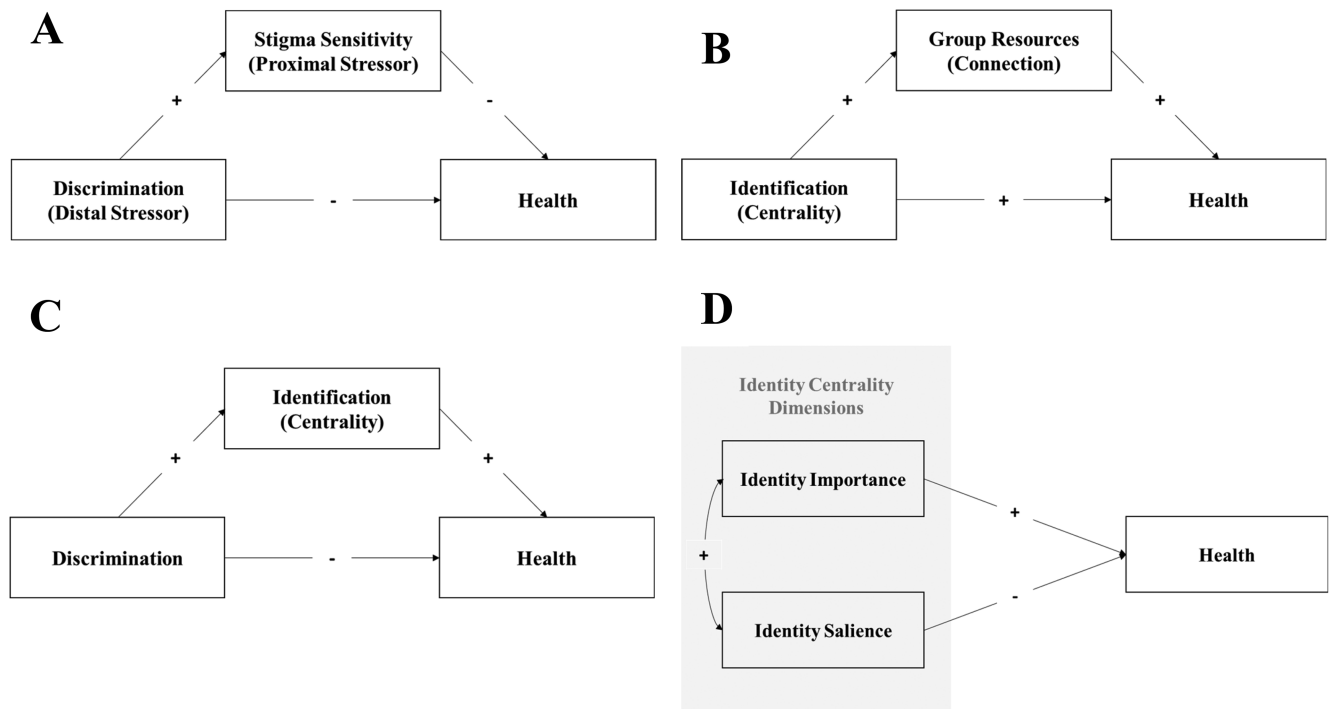 A
Stigma Sensitivity
(Proximal Stressor)
+
-
Discrimination
(Distal Stressor)
-
Health
B
Group Resources
(Connection)
+
+
Identification
(Centrality)
+
Health
C
Identification
(Centrality)
+
+
Discrimination
-
Health
D
Identity Centrality
Dimensions
Identity Importance
+
+
Health
-
Identity Salience